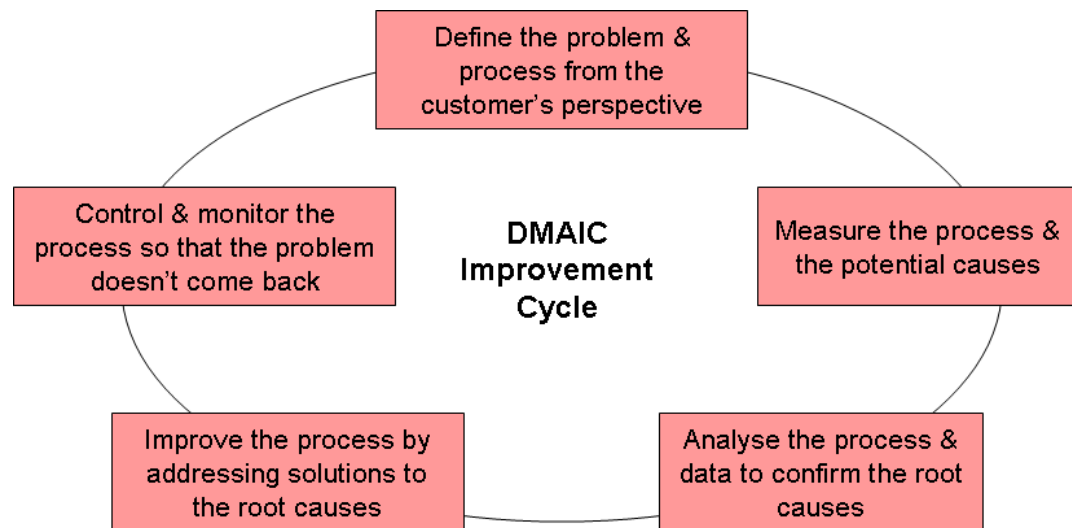 Define the problem &
process from the
customer's perspective
Measure the process &
the potential causes
Analyse the process &
data to confirm the root
causes
Improve the process by
addressing solutions to
the root causes
Control & monitor the
process so that the problem
doesn't come back
DMAIC
Improvement
Cycle